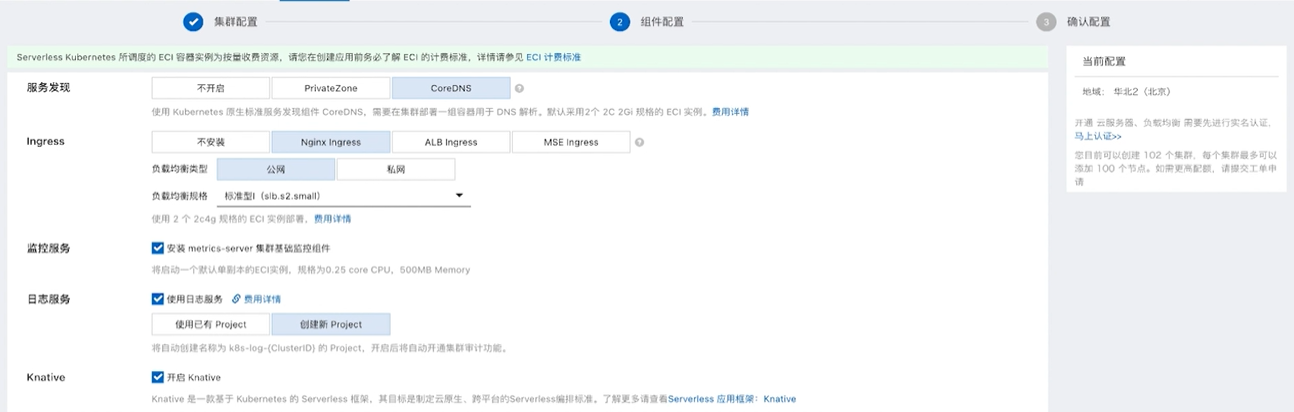 集群配置
2 组件配置
3 确认配置
Serverless Kubernetes 所调度的 ECI 容器实例为按量收费资源，请您在创建应用前务必了解 ECI 的计费标准，详情请参见 ECI 计费标准
当前配置
地域： 华北2（北京）
开通 云服务器、负载均衡 需要先进行实名认证，
马上认证>>
您目前可以创建 102 个集群，每个集群最多可以
添加 100 个节点。如需更高配额，请提交工单申
请
服务发现 不开启 PrivateZone CoreDNS
使用 Kubernetes 原生标准服务发现组件 CoreDNS，需要在集群部署一组容器用于 DNS 解析。默认采用2个 2C 2Gi 规格的 ECI 实例。费用详情
Ingress 不安装 Nginx Ingress ALB Ingress MSE Ingress
负载均衡类型 公网 私网
负载均衡规格 标准型I（slb.s2.small）
使用 2 个 2c4g 规格的 ECI 实例部署。费用详情
监控服务 安装 metrics-server 集群基础监控组件
将启动一个默认单副本的ECI实例，规格为0.25 core CPU，500MB Memory
日志服务 使用日志服务 费用详情
使用已有 Project 创建新 Project
将自动创建名称为 k8s-log-{ClusterID} 的 Project，开启后将自动开通集群审计功能。
Knative 开启 Knative
Knative 是一款基于 Kubernetes 的 Serverless 框架，其目标是制定云原生、跨平台的Serverless编排标准。了解更多请查看Serverless 应用框架：Knative